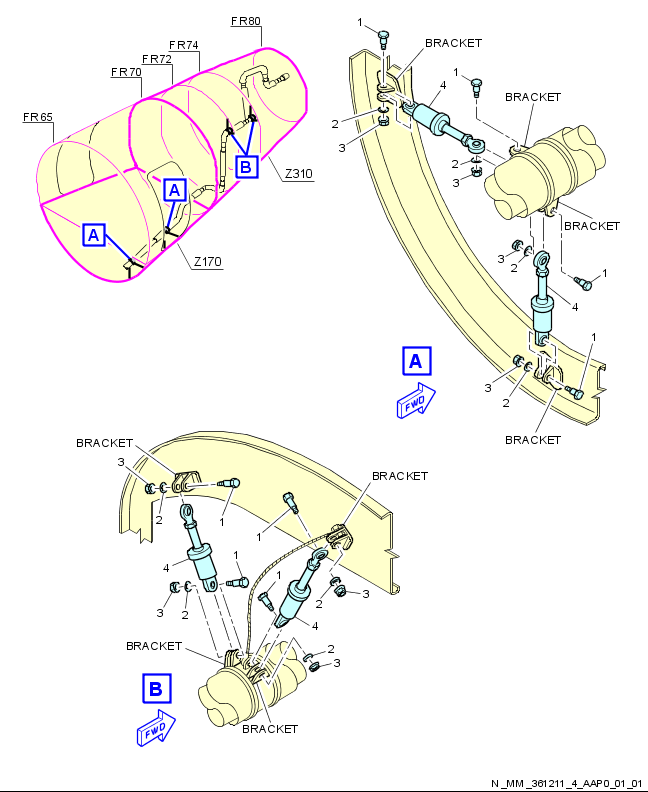 FR80
FR74
FR72
FR70
FR65
A
A
B
Z310
Z170
1
BRACKET
4
1
BRACKET
2
3
2
3
BRACKET
3
2
1
4
1
3
2
BRACKET
A
FWD
BRACKET
3
2
1
BRACKET
1
4
1
3
2
1
2
3
4
BRACKET
2
3
BRACKET
B
FWD
N_MM_361211_4_AAP0_01_01